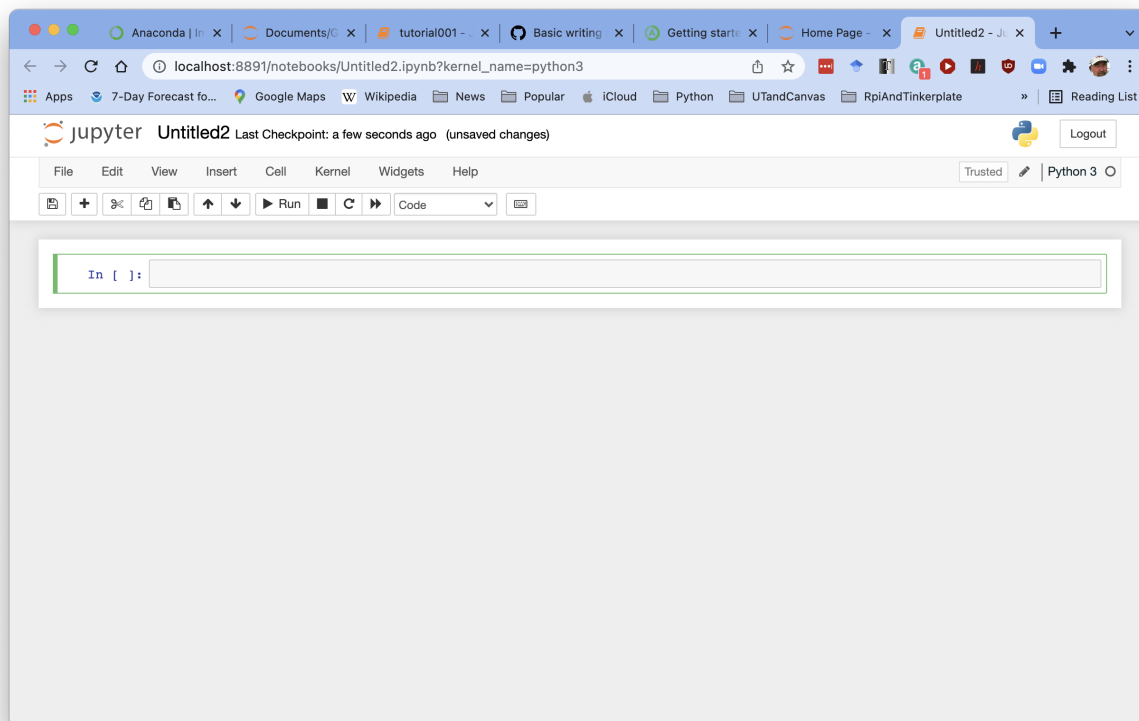 Anaconda | In Documents/G tutorial001 - . Basic writing Getting starte Home Page - Untitled2 - Ju
localhost:8891/notebooks/Untitled2.ipynb?kernel_name=python3
Apps 7-Day Forecast fo... Google Maps W Wikipedia News Popular iCloud Python UTandCanvas RpiAndTinkerplate » Reading List
jupyter Untitled2 Last Checkpoint: a few seconds ago (unsaved changes) Logout
File Edit View Insert Cell Kernel Widgets Help Trusted Python 3
Run Code
In [ ]: